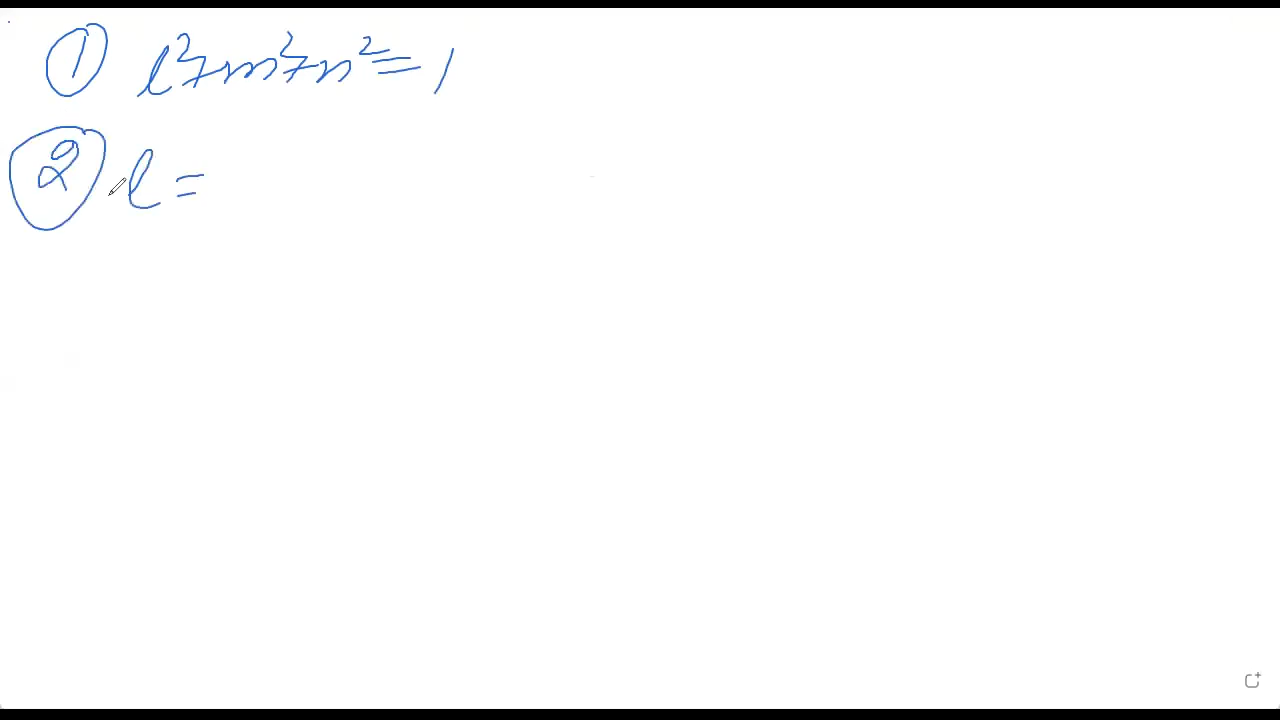 ① l²+m²+n²=1
② l=